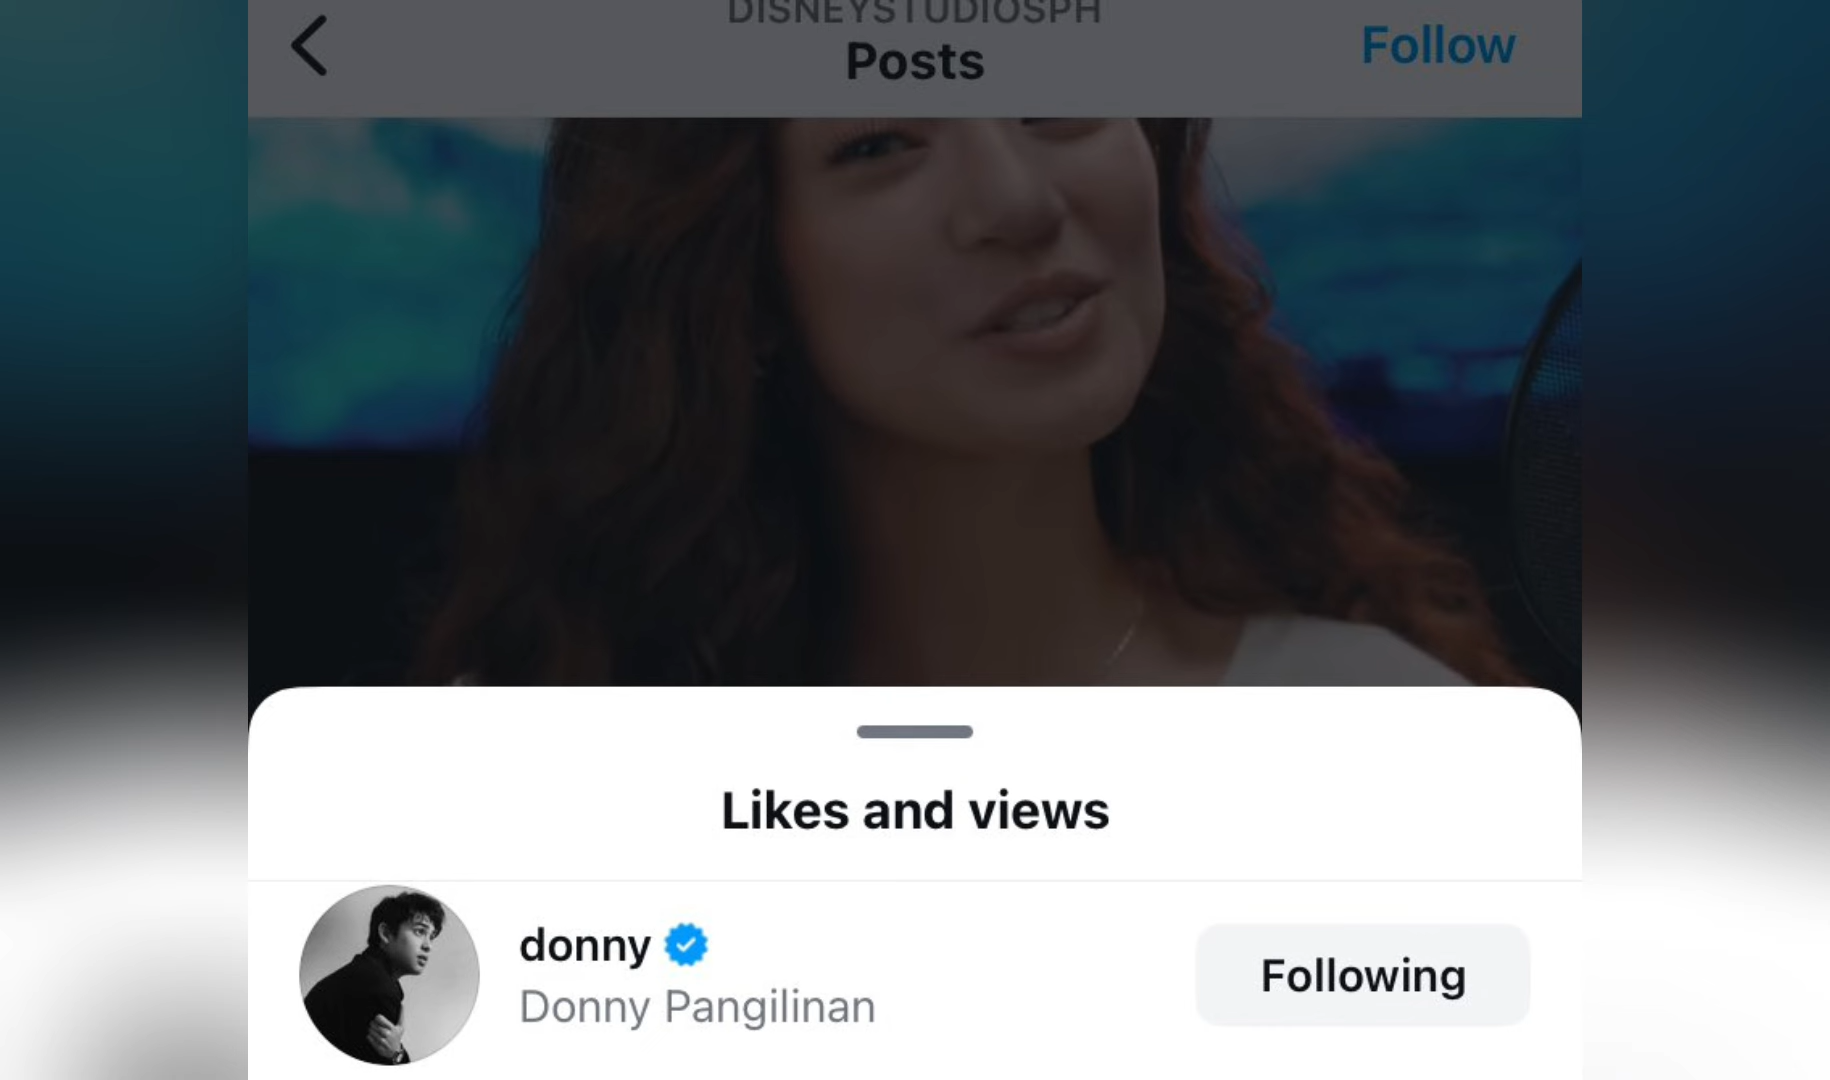 DISNEYSTUDIOSPH
Posts
Follow
Likes and views
donny
Donny Pangilinan
Following